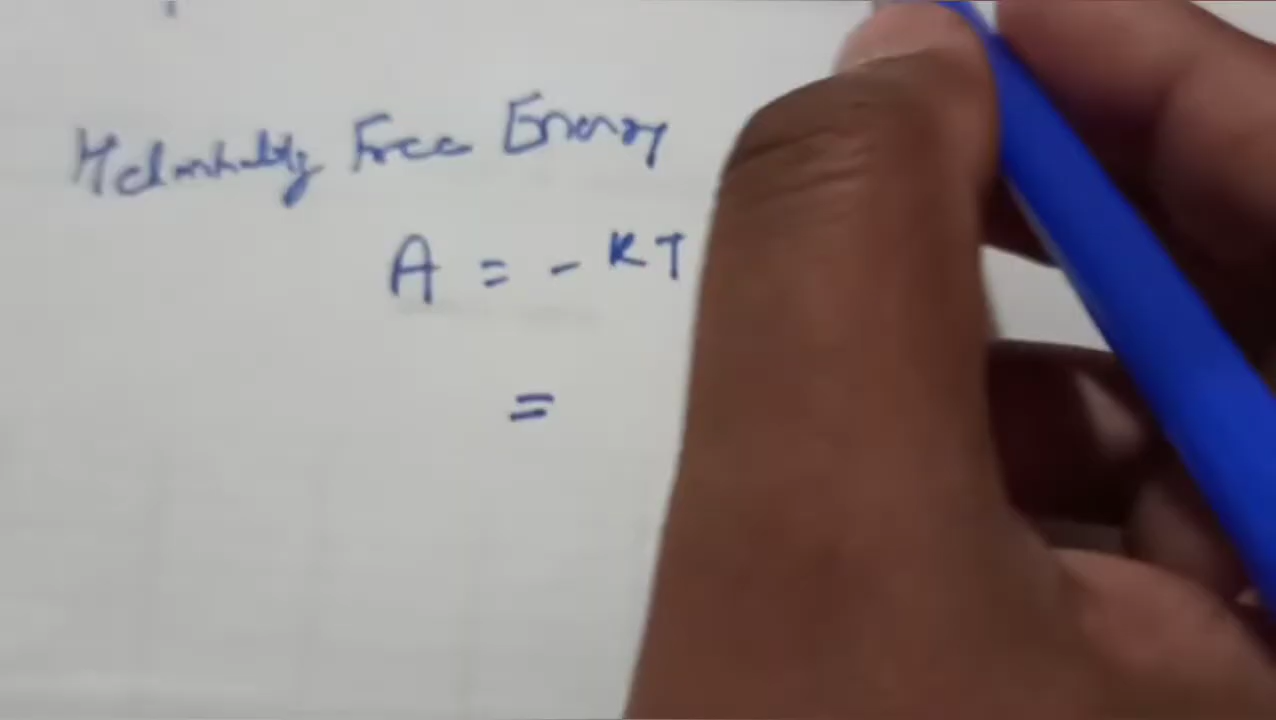 Helmholtz Free Energy
A = - KT
=